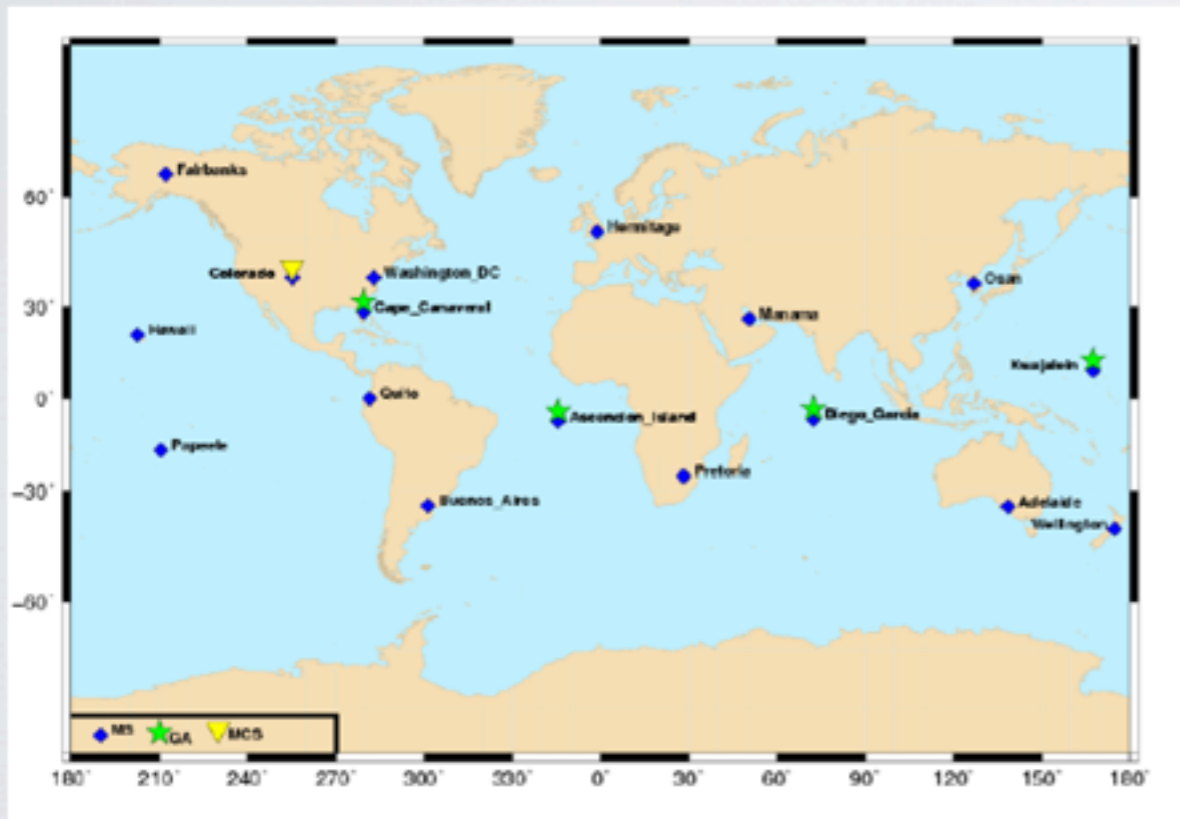 Fairbanks
60°
Hermitage
Colorado
Washington_DC
Osan
30°
Cape_Canaveral
Manama
Hawaii
Kwajalein
0°
Quito
Ascencion_Island
Diego_Garcia
Papeete
Pretoria
-30°
Buenos_Aires
Adelaide
Wellington
-60°
MS GA MCS
180° 210° 240° 270° 300° 330° 0° 30° 60° 90° 120° 150° 180°